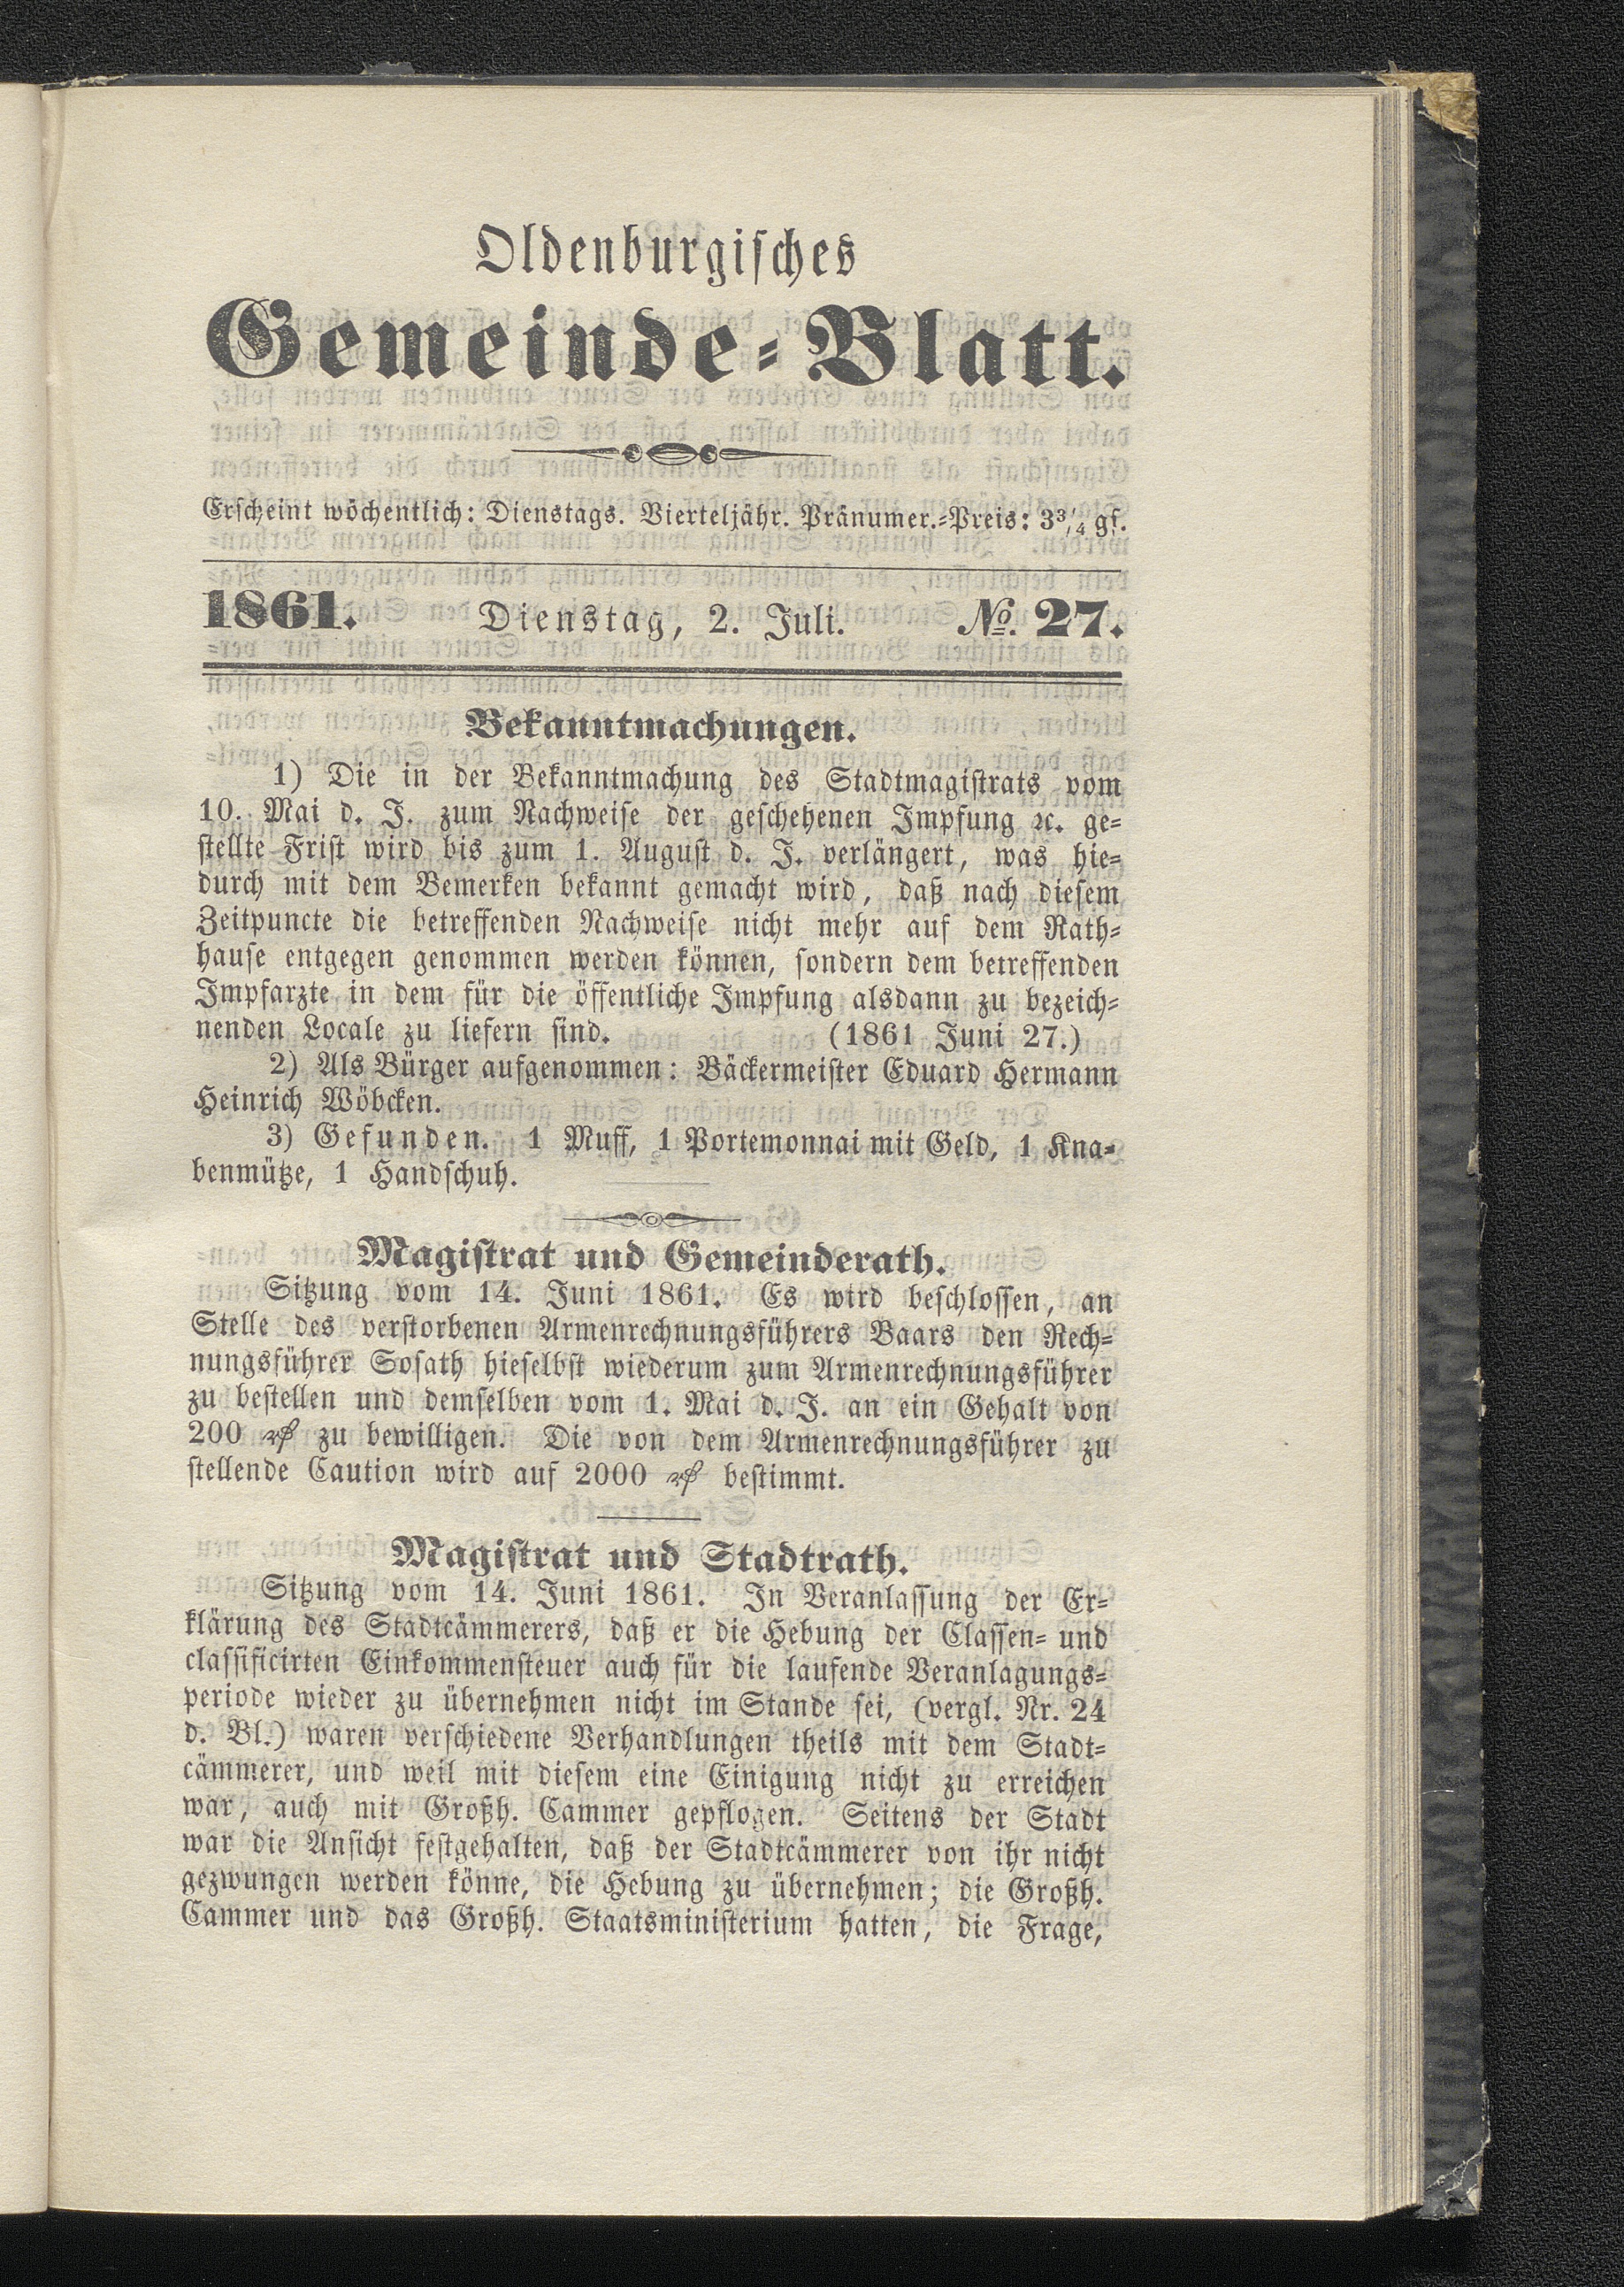 Oldenburgisches
Gemeinde-Blatt.
Erscheint wöchentlich: Dienstags. Vierteljähr. Pränumer.-Preis: 3¾ gs.
1861. Dienstag, 2. Juli. №. 27.
Bekanntmachungen.
1) Die in der Bekanntmachung des Stadtmagistrats vom
10. Mai d. J. zum Nachweise der geschehenen Impfung ꝛc. ge-
stellte Frist wird bis zum 1. August d. J. verlängert, was hie-
durch mit dem Bemerken bekannt gemacht wird, daß nach diesem
Zeitpuncte die betreffenden Nachweise nicht mehr auf dem Rath-
hause entgegen genommen werden können, sondern dem betreffenden
Impfarzte in dem für die öffentliche Impfung alsdann zu bezeich-
nenden Locale zu liefern sind. (1861 Juni 27.)
2) Als Bürger aufgenommen: Bäckermeister Eduard Hermann
Heinrich Wöbcken.
3) Gefunden. 1 Muff, 1 Portemonnai mit Geld, 1 Kna-
benmütze, 1 Handschuh.
Magistrat und Gemeinderath.
Sitzung vom 14. Juni 1861. Es wird beschlossen, an
Stelle des verstorbenen Armenrechnungsführers Baars den Rech-
nungsführer Sosath hieselbst wiederum zum Armenrechnungsführer
zu bestellen und demselben vom 1. Mai d. J. an ein Gehalt von
200 ₰ zu bewilligen. Die von dem Armenrechnungsführer zu
stellende Caution wird auf 2000 ₰ bestimmt.
Magistrat und Stadtrath.
Sitzung vom 14. Juni 1861. In Veranlassung der Er-
klärung des Stadtcämmerers, daß er die Hebung der Classen- und
classificirten Einkommensteuer auch für die laufende Veranlagungs-
periode wieder zu übernehmen nicht im Stande sei, (vergl. Nr. 24
d. Bl.) waren verschiedene Verhandlungen theils mit dem Stadt-
cämmerer, und weil mit diesem eine Einigung nicht zu erreichen
war, auch mit Großh. Cammer gepflogen. Seitens der Stadt
war die Ansicht festgehalten, daß der Stadtcämmerer von ihr nicht
gezwungen werden könne, die Hebung zu übernehmen; die Großh.
Cammer und das Großh. Staatsministerium hatten, die Frage,